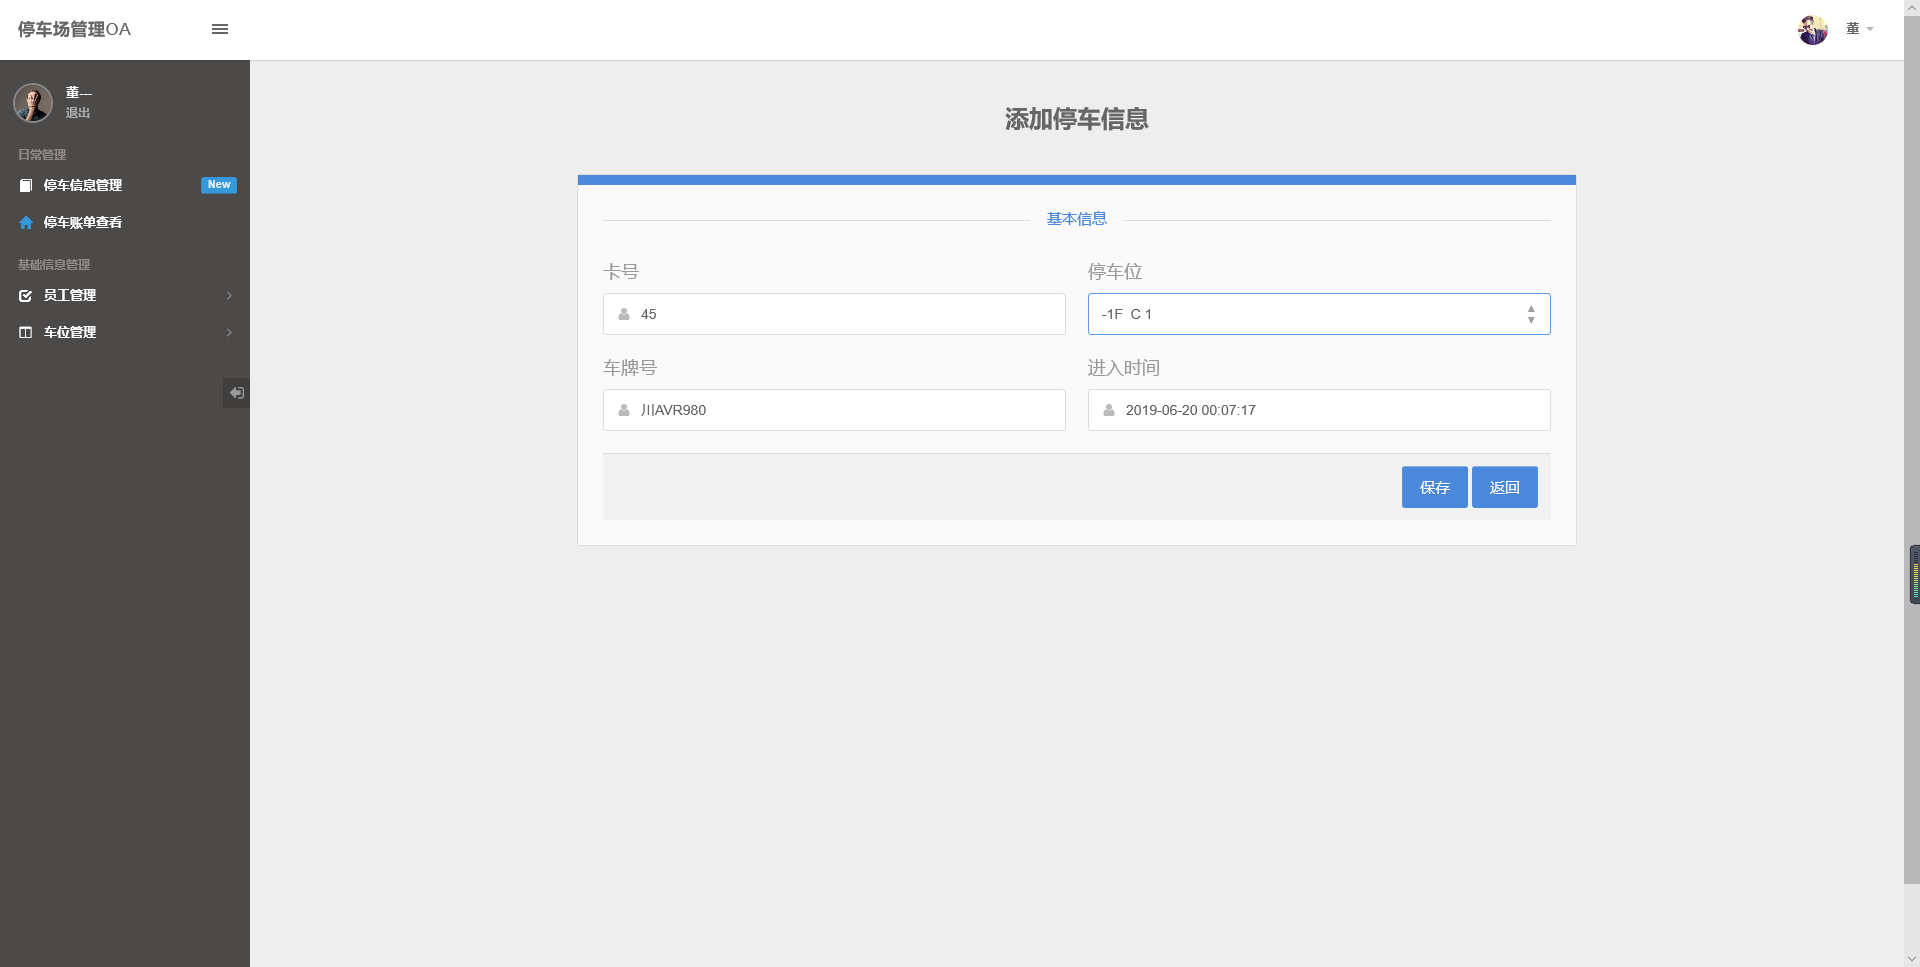 停车场管理OA
董
董---
退出
日常管理
停车信息管理 New
停车账单查看
基础信息管理
员工管理
车位管理
添加停车信息
基本信息
卡号 停车位
45 -1F C 1
车牌号 进入时间
川AVR980 2019-06-20 00:07:17
保存 返回